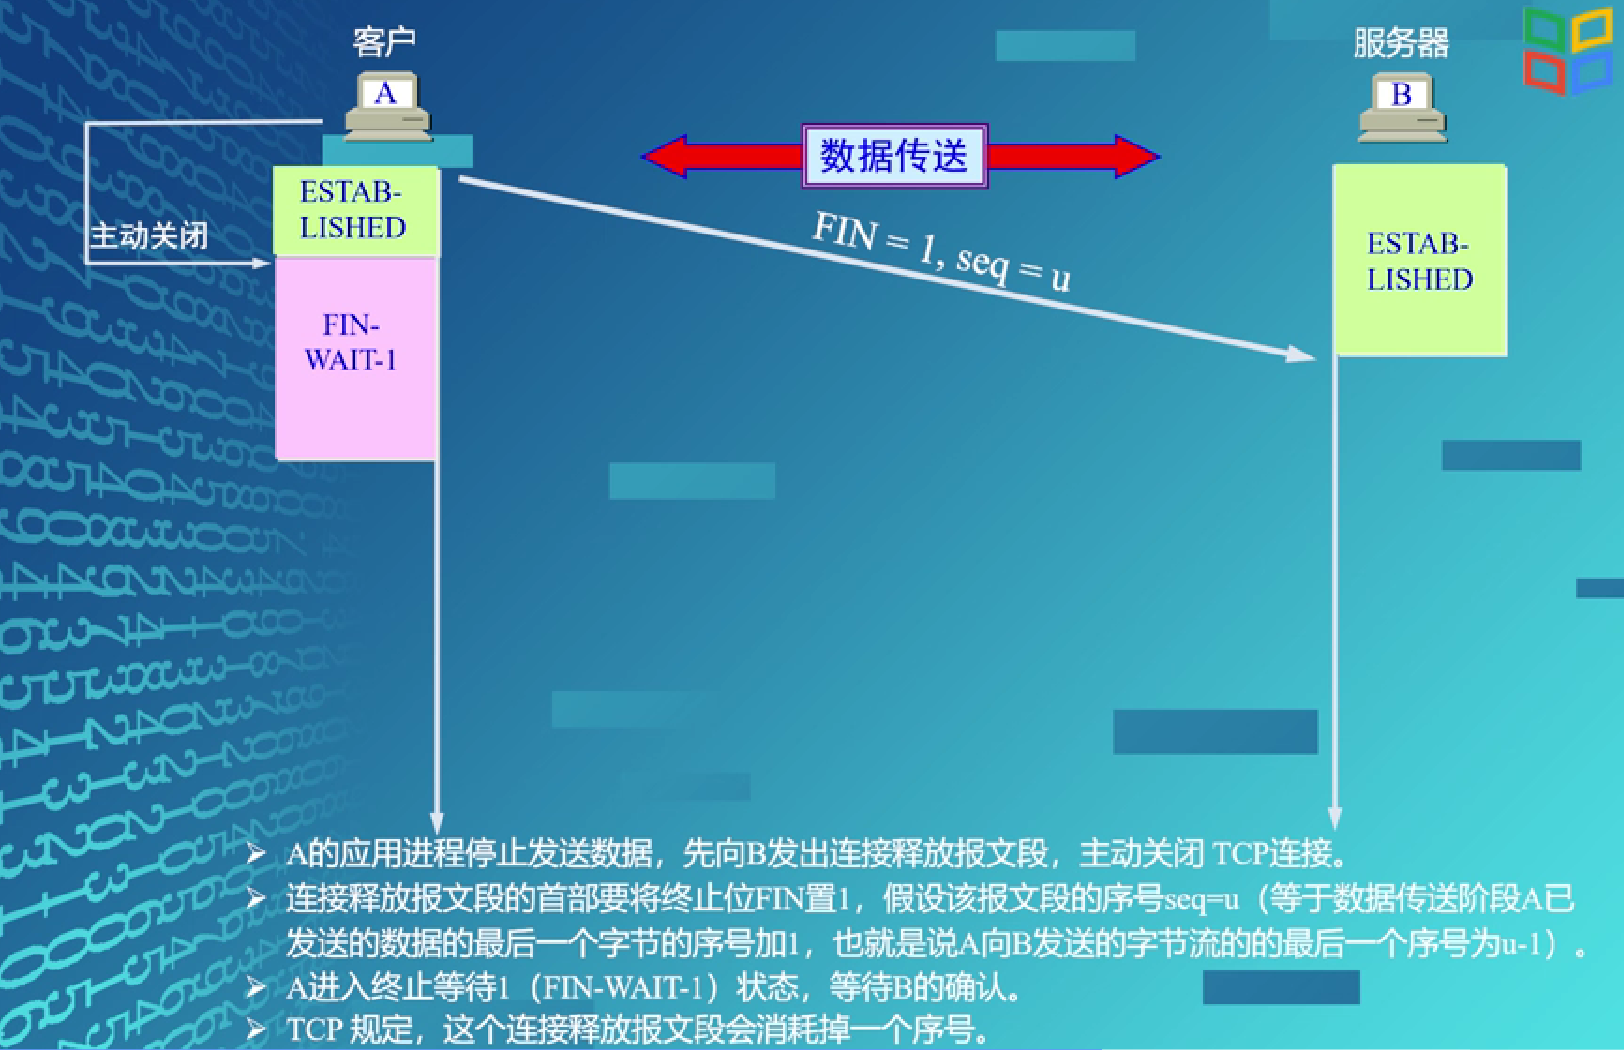 客户
服务器
A
B
数据传送
ESTAB-
LISHED
主动关闭
FIN = 1, seq = u
ESTAB-
LISHED
FIN-
WAIT-1
➢ A的应用进程停止发送数据，先向B发出连接释放报文段，主动关闭 TCP连接。
➢ 连接释放报文段的首部要将终止位FIN置1，假设该报文段的序号seq=u（等于数据传送阶段A已
发送的数据的最后一个字节的序号加1，也就是说A向B发送的字节流的的最后一个序号为u-1）。
➢ A进入终止等待1（FIN-WAIT-1）状态，等待B的确认。
➢ TCP 规定，这个连接释放报文段会消耗掉一个序号。